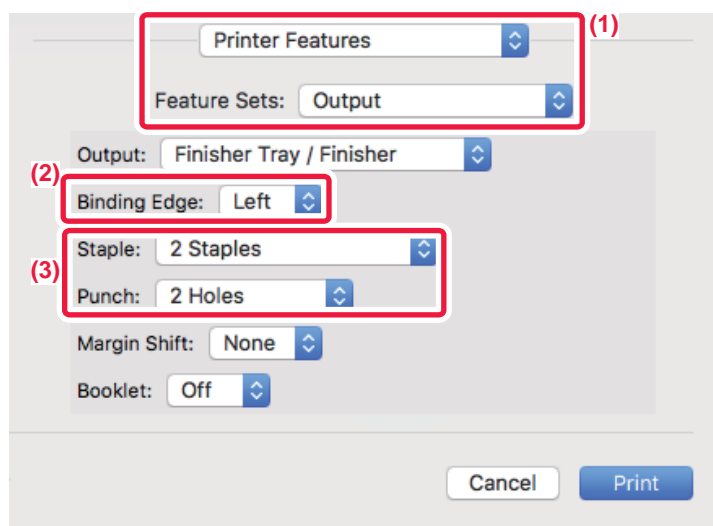 (1)
Printer Features
Feature Sets: Output
Output: Finisher Tray / Finisher
(2)
Binding Edge: Left
Staple: 2 Staples
(3)
Punch: 2 Holes
Margin Shift: None
Booklet: Off
Cancel Print